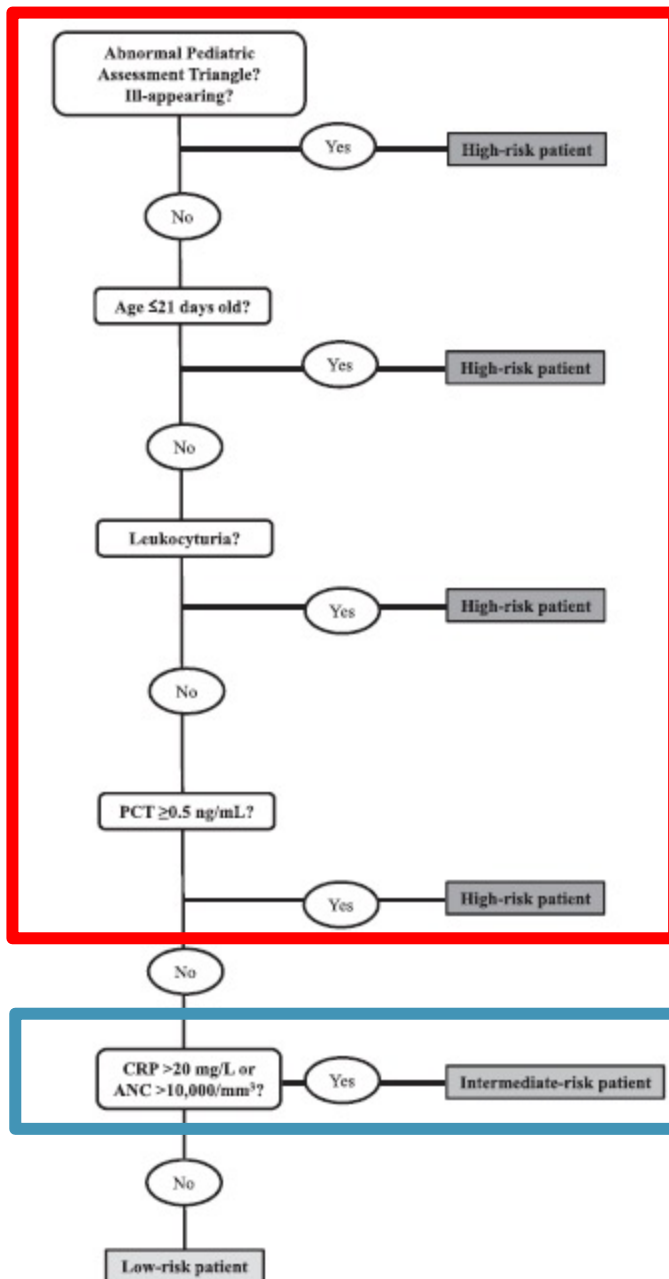 Abnormal Pediatric
Assessment Triangle?
Ill-appearing?
Yes
High-risk patient
No
Age ≤21 days old?
Yes
High-risk patient
No
Leukocyturia?
Yes
High-risk patient
No
PCT ≥0.5 ng/mL?
Yes
High-risk patient
No
CRP >20 mg/L or
ANC >10,000/mm³?
Yes
Intermediate-risk patient
No
Low-risk patient